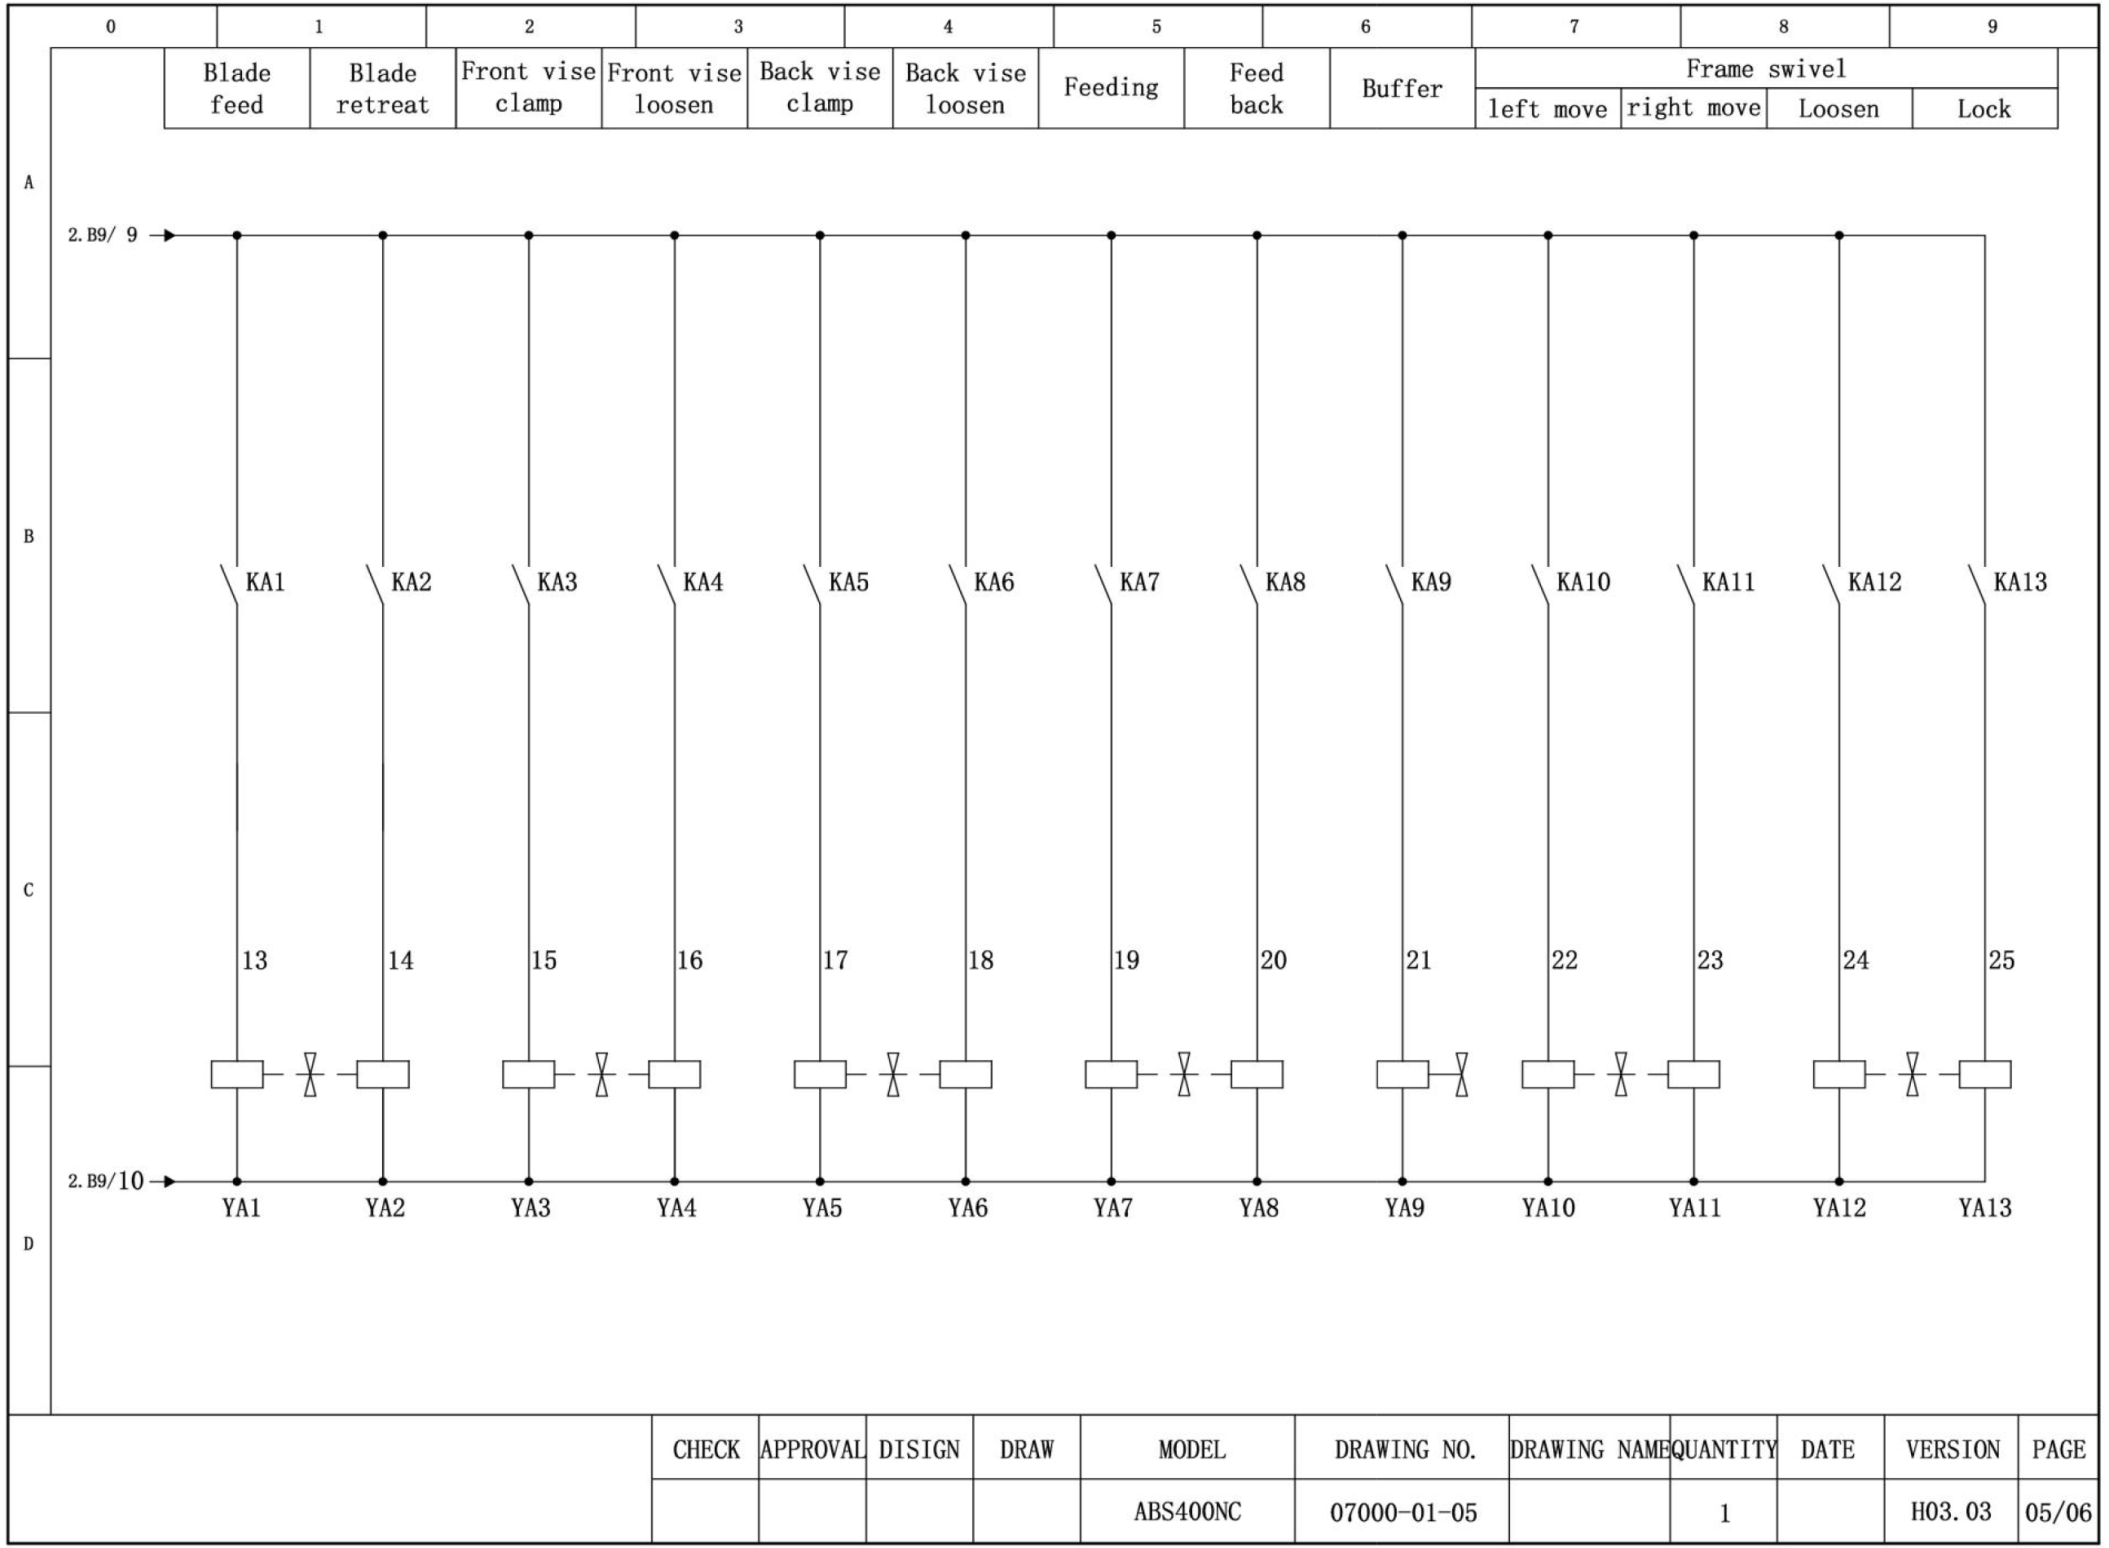 0 1 2 3 4 5 6 7 8 9
Blade feed
Blade retreat
Front vise clamp
Front vise loosen
Back vise clamp
Back vise loosen
Feeding
Feed back
Buffer
Frame swivel
left move
right move
Loosen
Lock
A
2.B9/ 9
B
KA1 KA2 KA3 KA4 KA5 KA6 KA7 KA8 KA9 KA10 KA11 KA12 KA13
C
13 14 15 16 17 18 19 20 21 22 23 24 25
2.B9/10
YA1 YA2 YA3 YA4 YA5 YA6 YA7 YA8 YA9 YA10 YA11 YA12 YA13
D
CHECK APPROVAL DISIGN DRAW MODEL DRAWING NO. DRAWING NAME QUANTITY DATE VERSION PAGE
ABS400NC 07000-01-05 1 H03.03 05/06